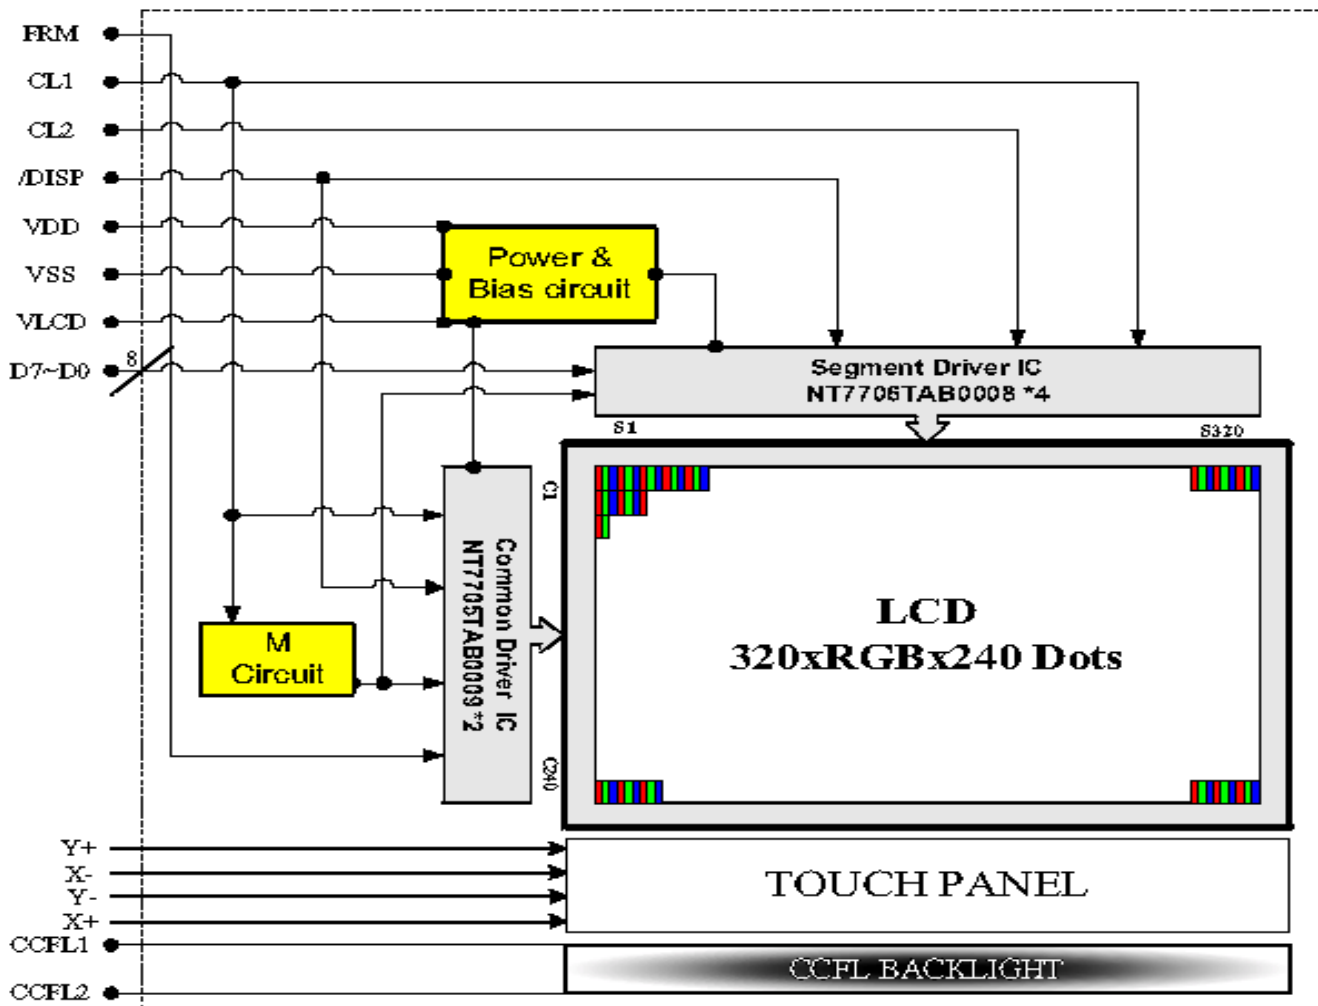 FRM
CL1
CL2
/DISP
VDD
VSS
VLCD
D7~D0
8
Power &
Bias circuit
Segment Driver IC
NT7706TAB0008 *4
S1
S320
C1
C240
Common Driver IC
NT7705TAB0009 *2
M
Circuit
LCD
320xRGBx240 Dots
Y+
X-
Y-
X+
TOUCH PANEL
CCFL1
CCFL2
CCFL BACKLIGHT